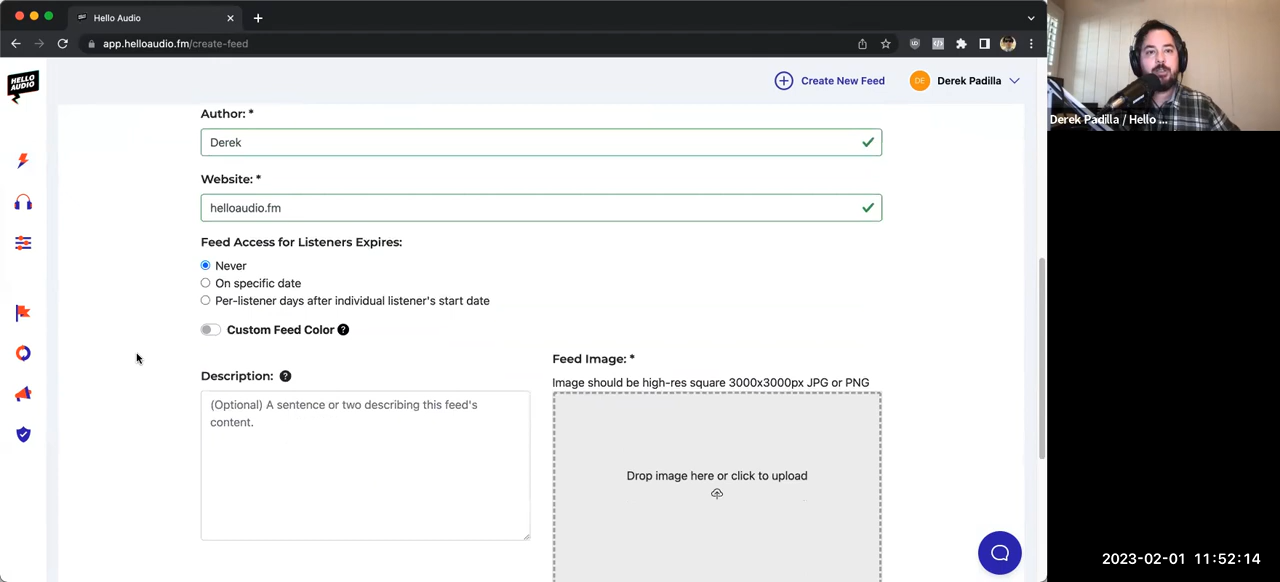 Hello Audio
app.helloaudio.fm/create-feed
HELLO
AUDIO
Create New Feed
DE
Derek Padilla
Derek Padilla / Hello ...
Author: *
Derek
Website: *
helloaudio.fm
Feed Access for Listeners Expires:
Never
On specific date
Per-listener days after individual listener's start date
Custom Feed Color ?
Description: ?
(Optional) A sentence or two describing this feed's
content.
Feed Image: *
Image should be high-res square 3000x3000px JPG or PNG
Drop image here or click to upload
2023-02-01 11:52:14